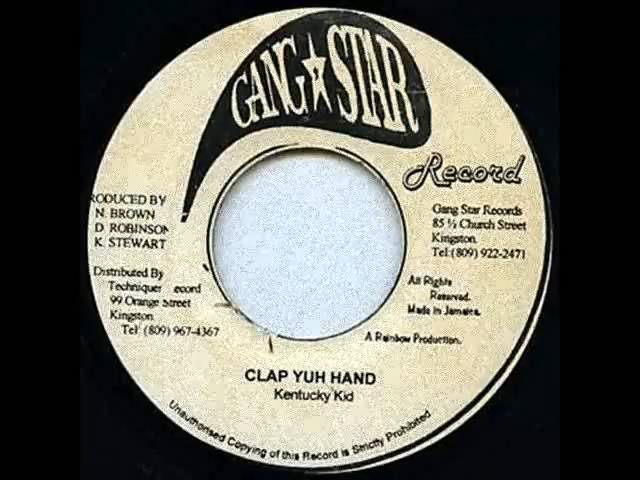 GANG STAR
Record
RODUCED BY
N. BROWN
D. ROBINSON
K. STEWART
Gang Star Records
85 ½ Church Street
Kingston.
Tel:(809) 922-2471
Distributed By
Techniques ecord
99 Orange Street
Kingston.
Tel: (809) 967-4367
All Rights
Reserved.
Made in Jamaica.
A Rainbow Production.
CLAP YUH HAND
Kentucky Kid
Unauthorised Copying of this Record is Strictly Prohibited